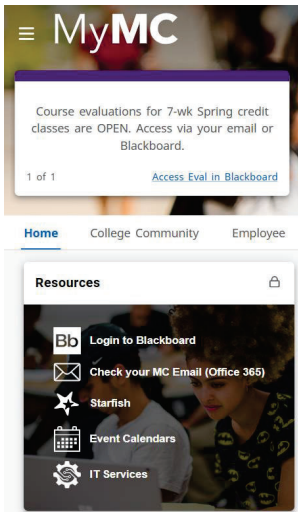 MyMC
Course evaluations for 7-wk Spring credit
classes are OPEN. Access via your email or
Blackboard.
1 of 1 Access Eval in Blackboard
Home College Community Employee
Resources
Bb Login to Blackboard
Check your MC Email (Office 365)
Starfish
Event Calendars
IT Services